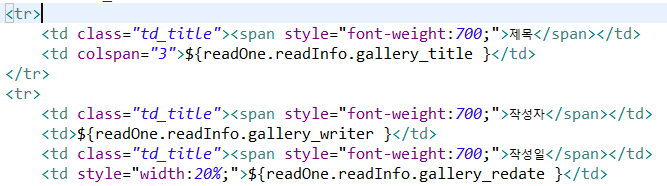 <tr>
<td class="td_title"><span style="font-weight:700;">제목</span></td>
<td colspan="3">${readOne.readInfo.gallery_title }</td>
</tr>
<tr>
<td class="td_title"><span style="font-weight:700;">작성자</span></td>
<td>${readOne.readInfo.gallery_writer }</td>
<td class="td_title"><span style="font-weight:700;">작성일</span></td>
<td style="width:20%;">${readOne.readInfo.gallery_redate }</td>